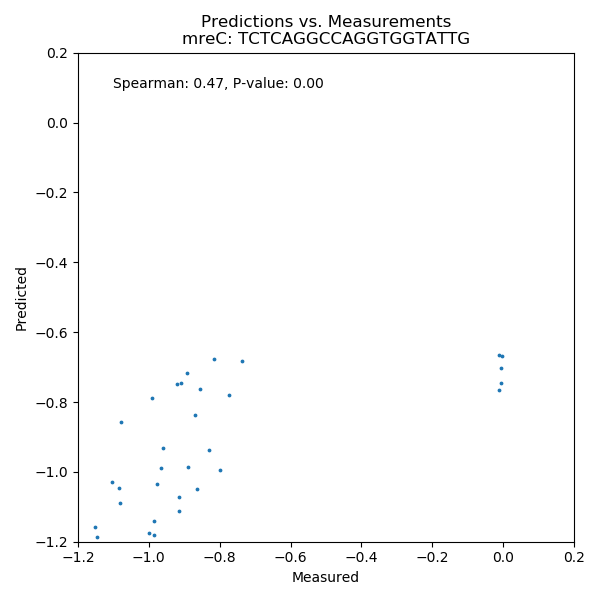 Predictions vs. Measurements
mreC: TCTCAGGCCAGGTGGTATTG
Spearman: 0.47, P-value: 0.00
0.2
0.0
−0.2
−0.4
−0.6
−0.8
−1.0
−1.2
Predicted
−1.2 −1.0 −0.8 −0.6 −0.4 −0.2 0.0 0.2
Measured